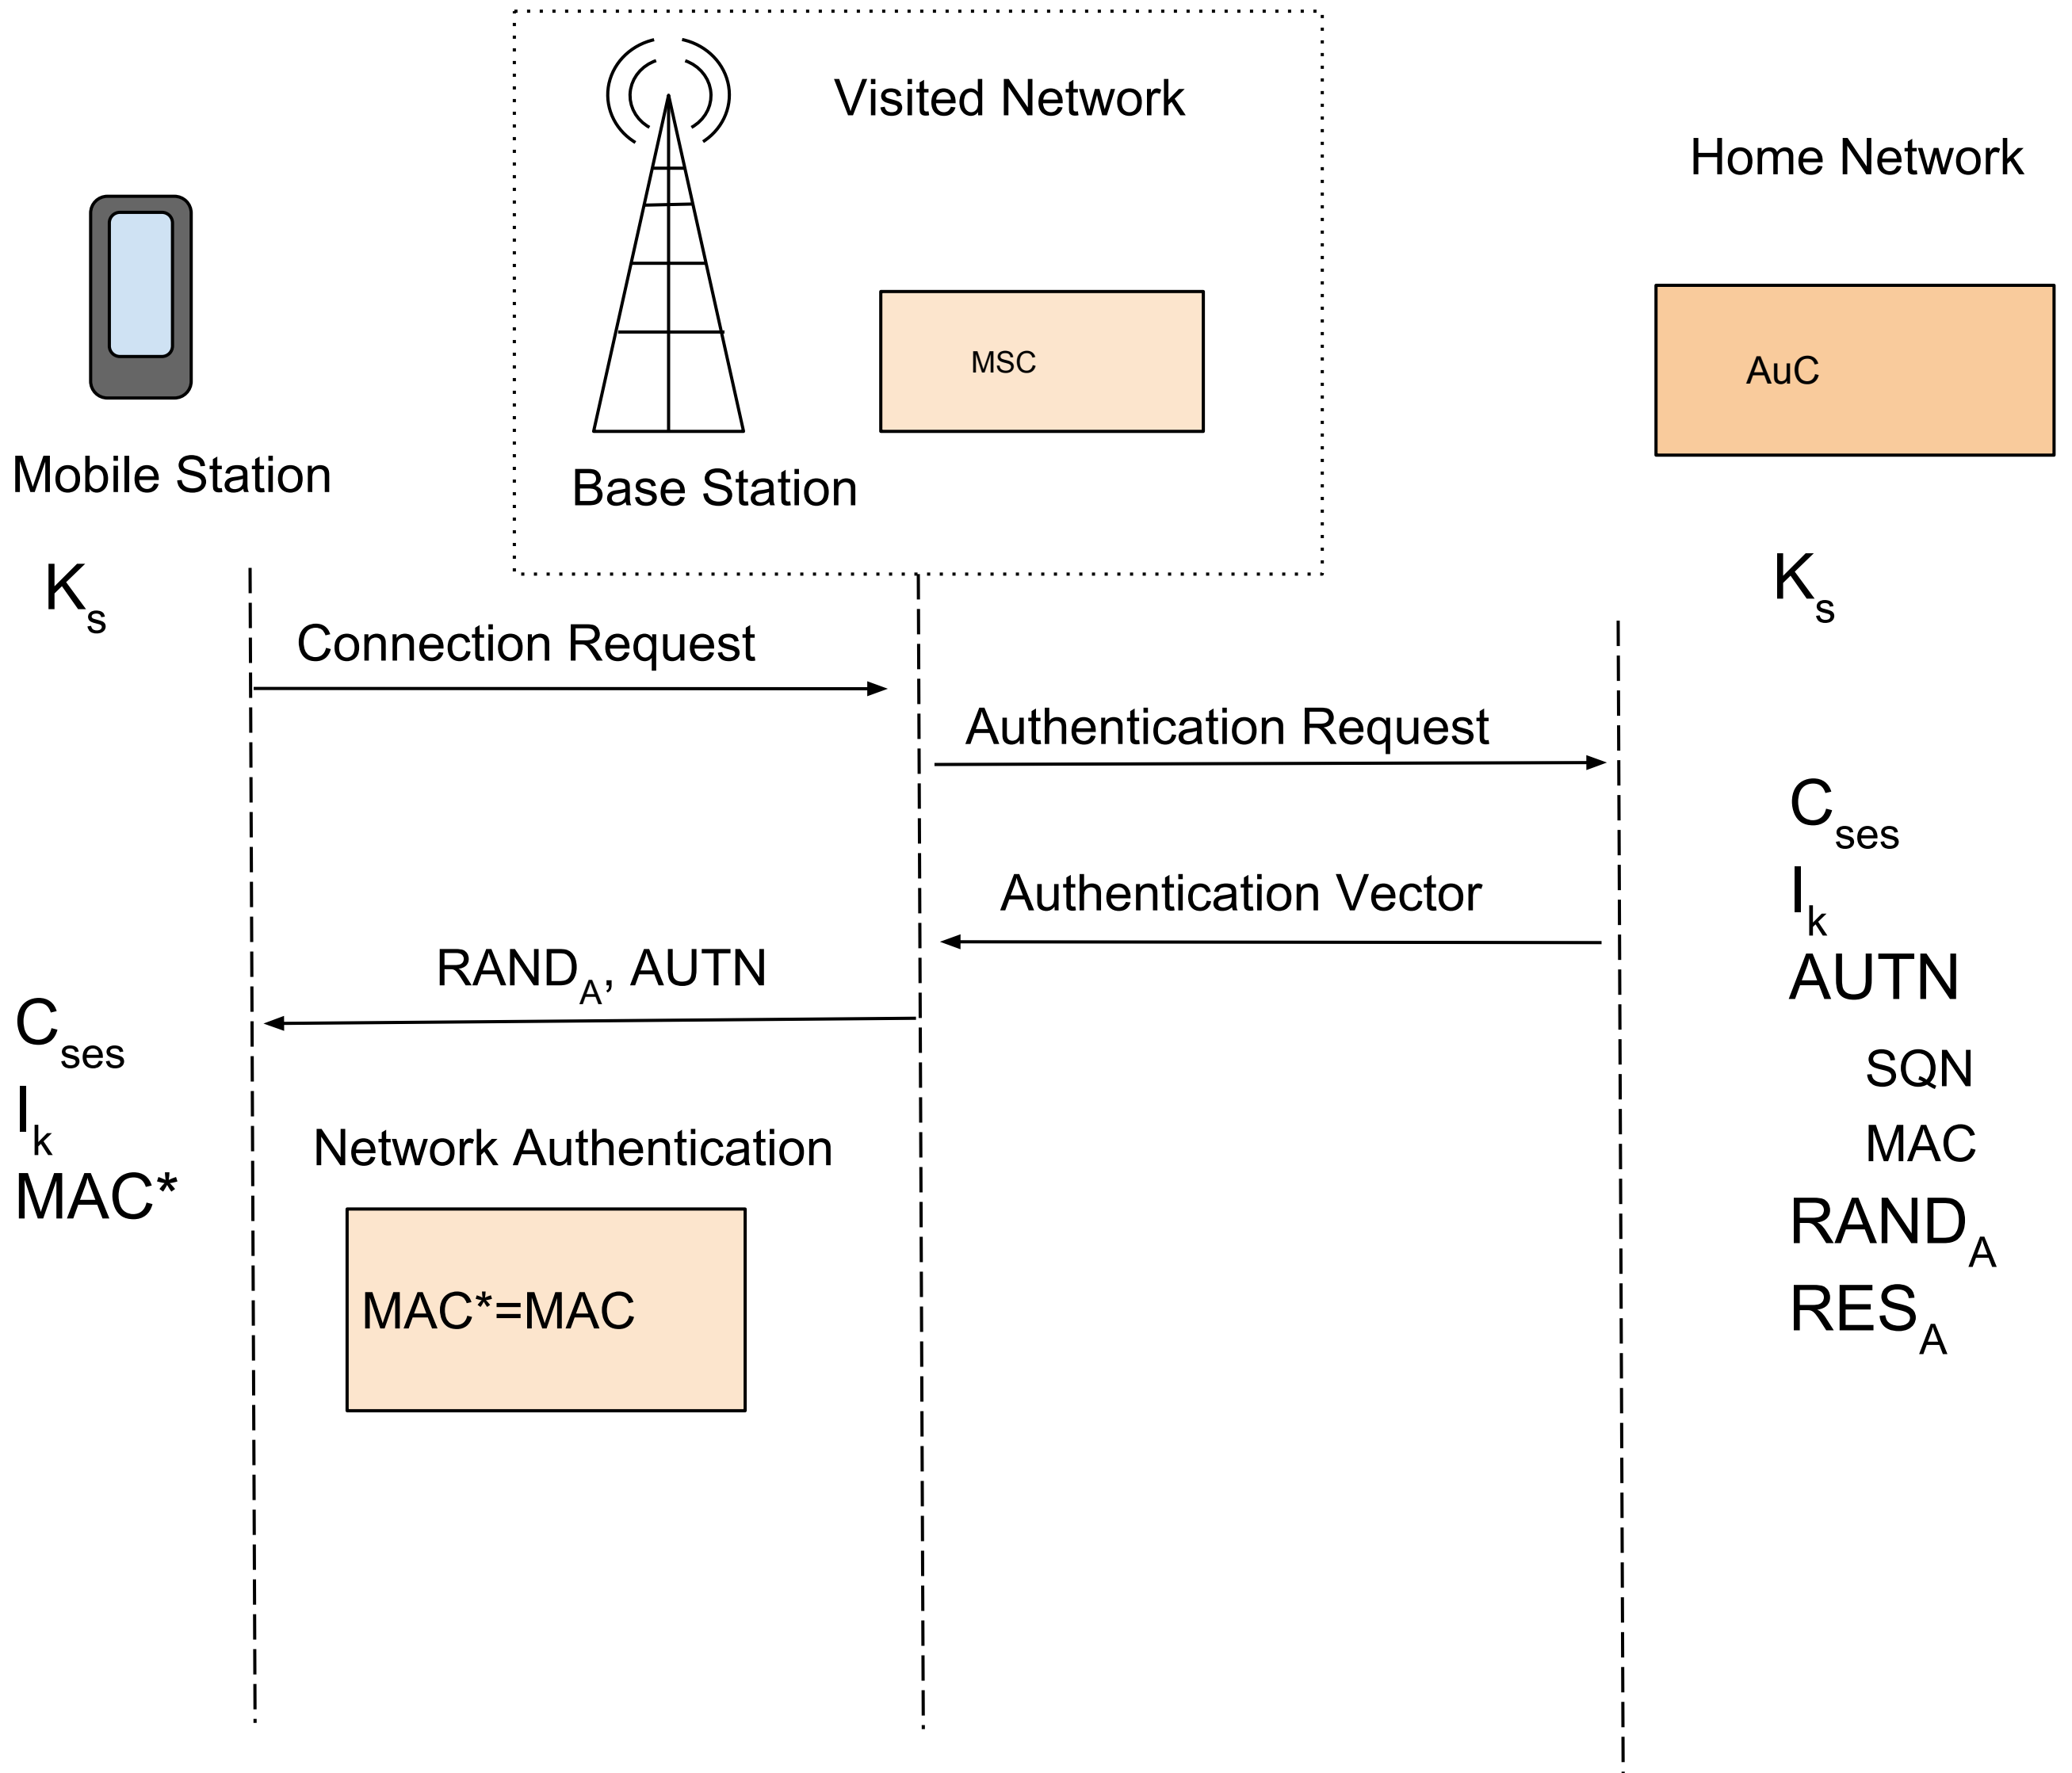 Visited Network
Home Network
MSC
AuC
Mobile Station
Base Station
Ks
Ks
Connection Request
Authentication Request
Cses
Authentication Vector
Ik
RANDA, AUTN
AUTN
Cses
SQN
Ik
Network Authentication
MAC
MAC*
RANDA
MAC*=MAC
RESA